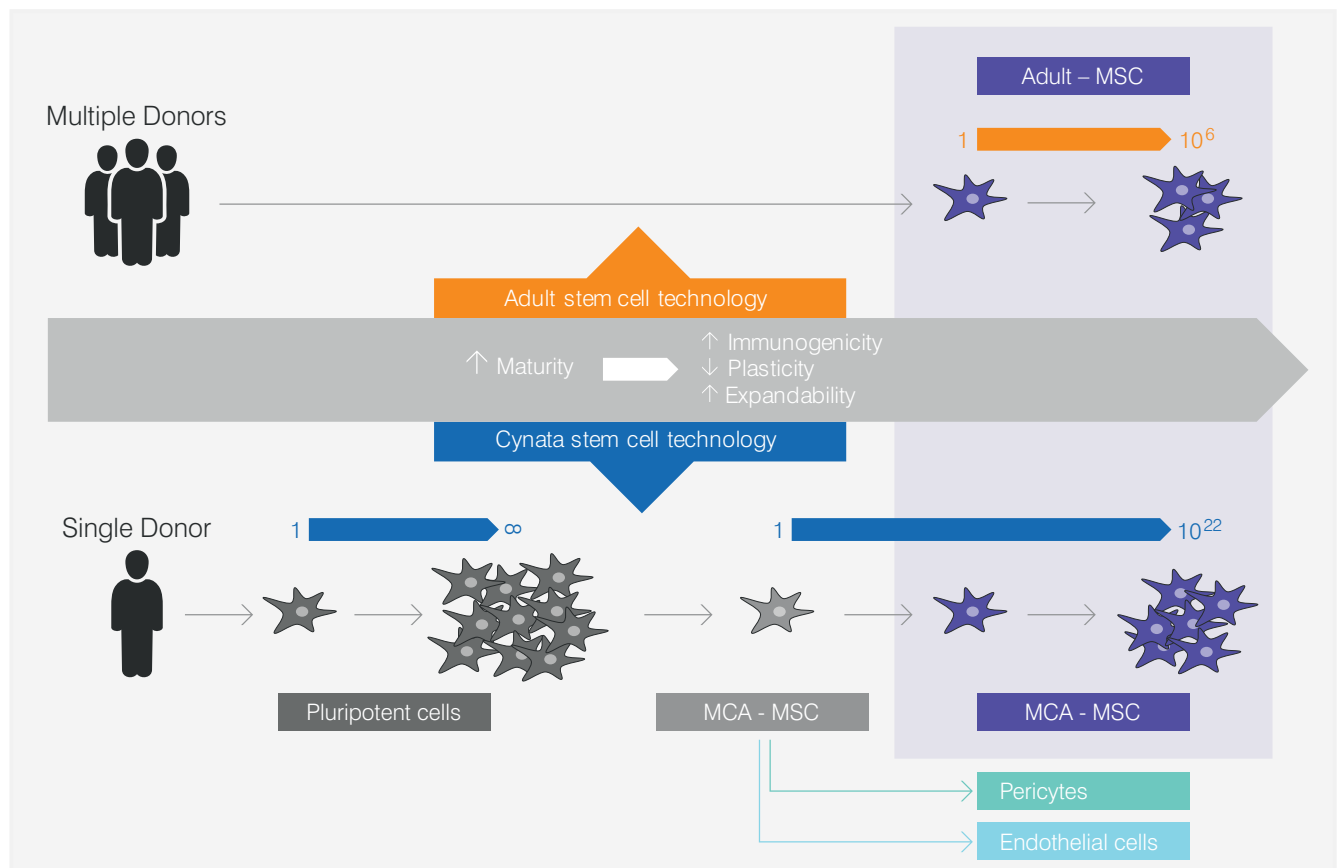 Adult – MSC
Multiple Donors
1
10⁶
Adult stem cell technology
↑ Maturity
↑ Immunogenicity
↓ Plasticity
↑ Expandability
Cynata stem cell technology
Single Donor
1
∞
1
10²²
Pluripotent cells
MCA - MSC
MCA - MSC
Pericytes
Endothelial cells